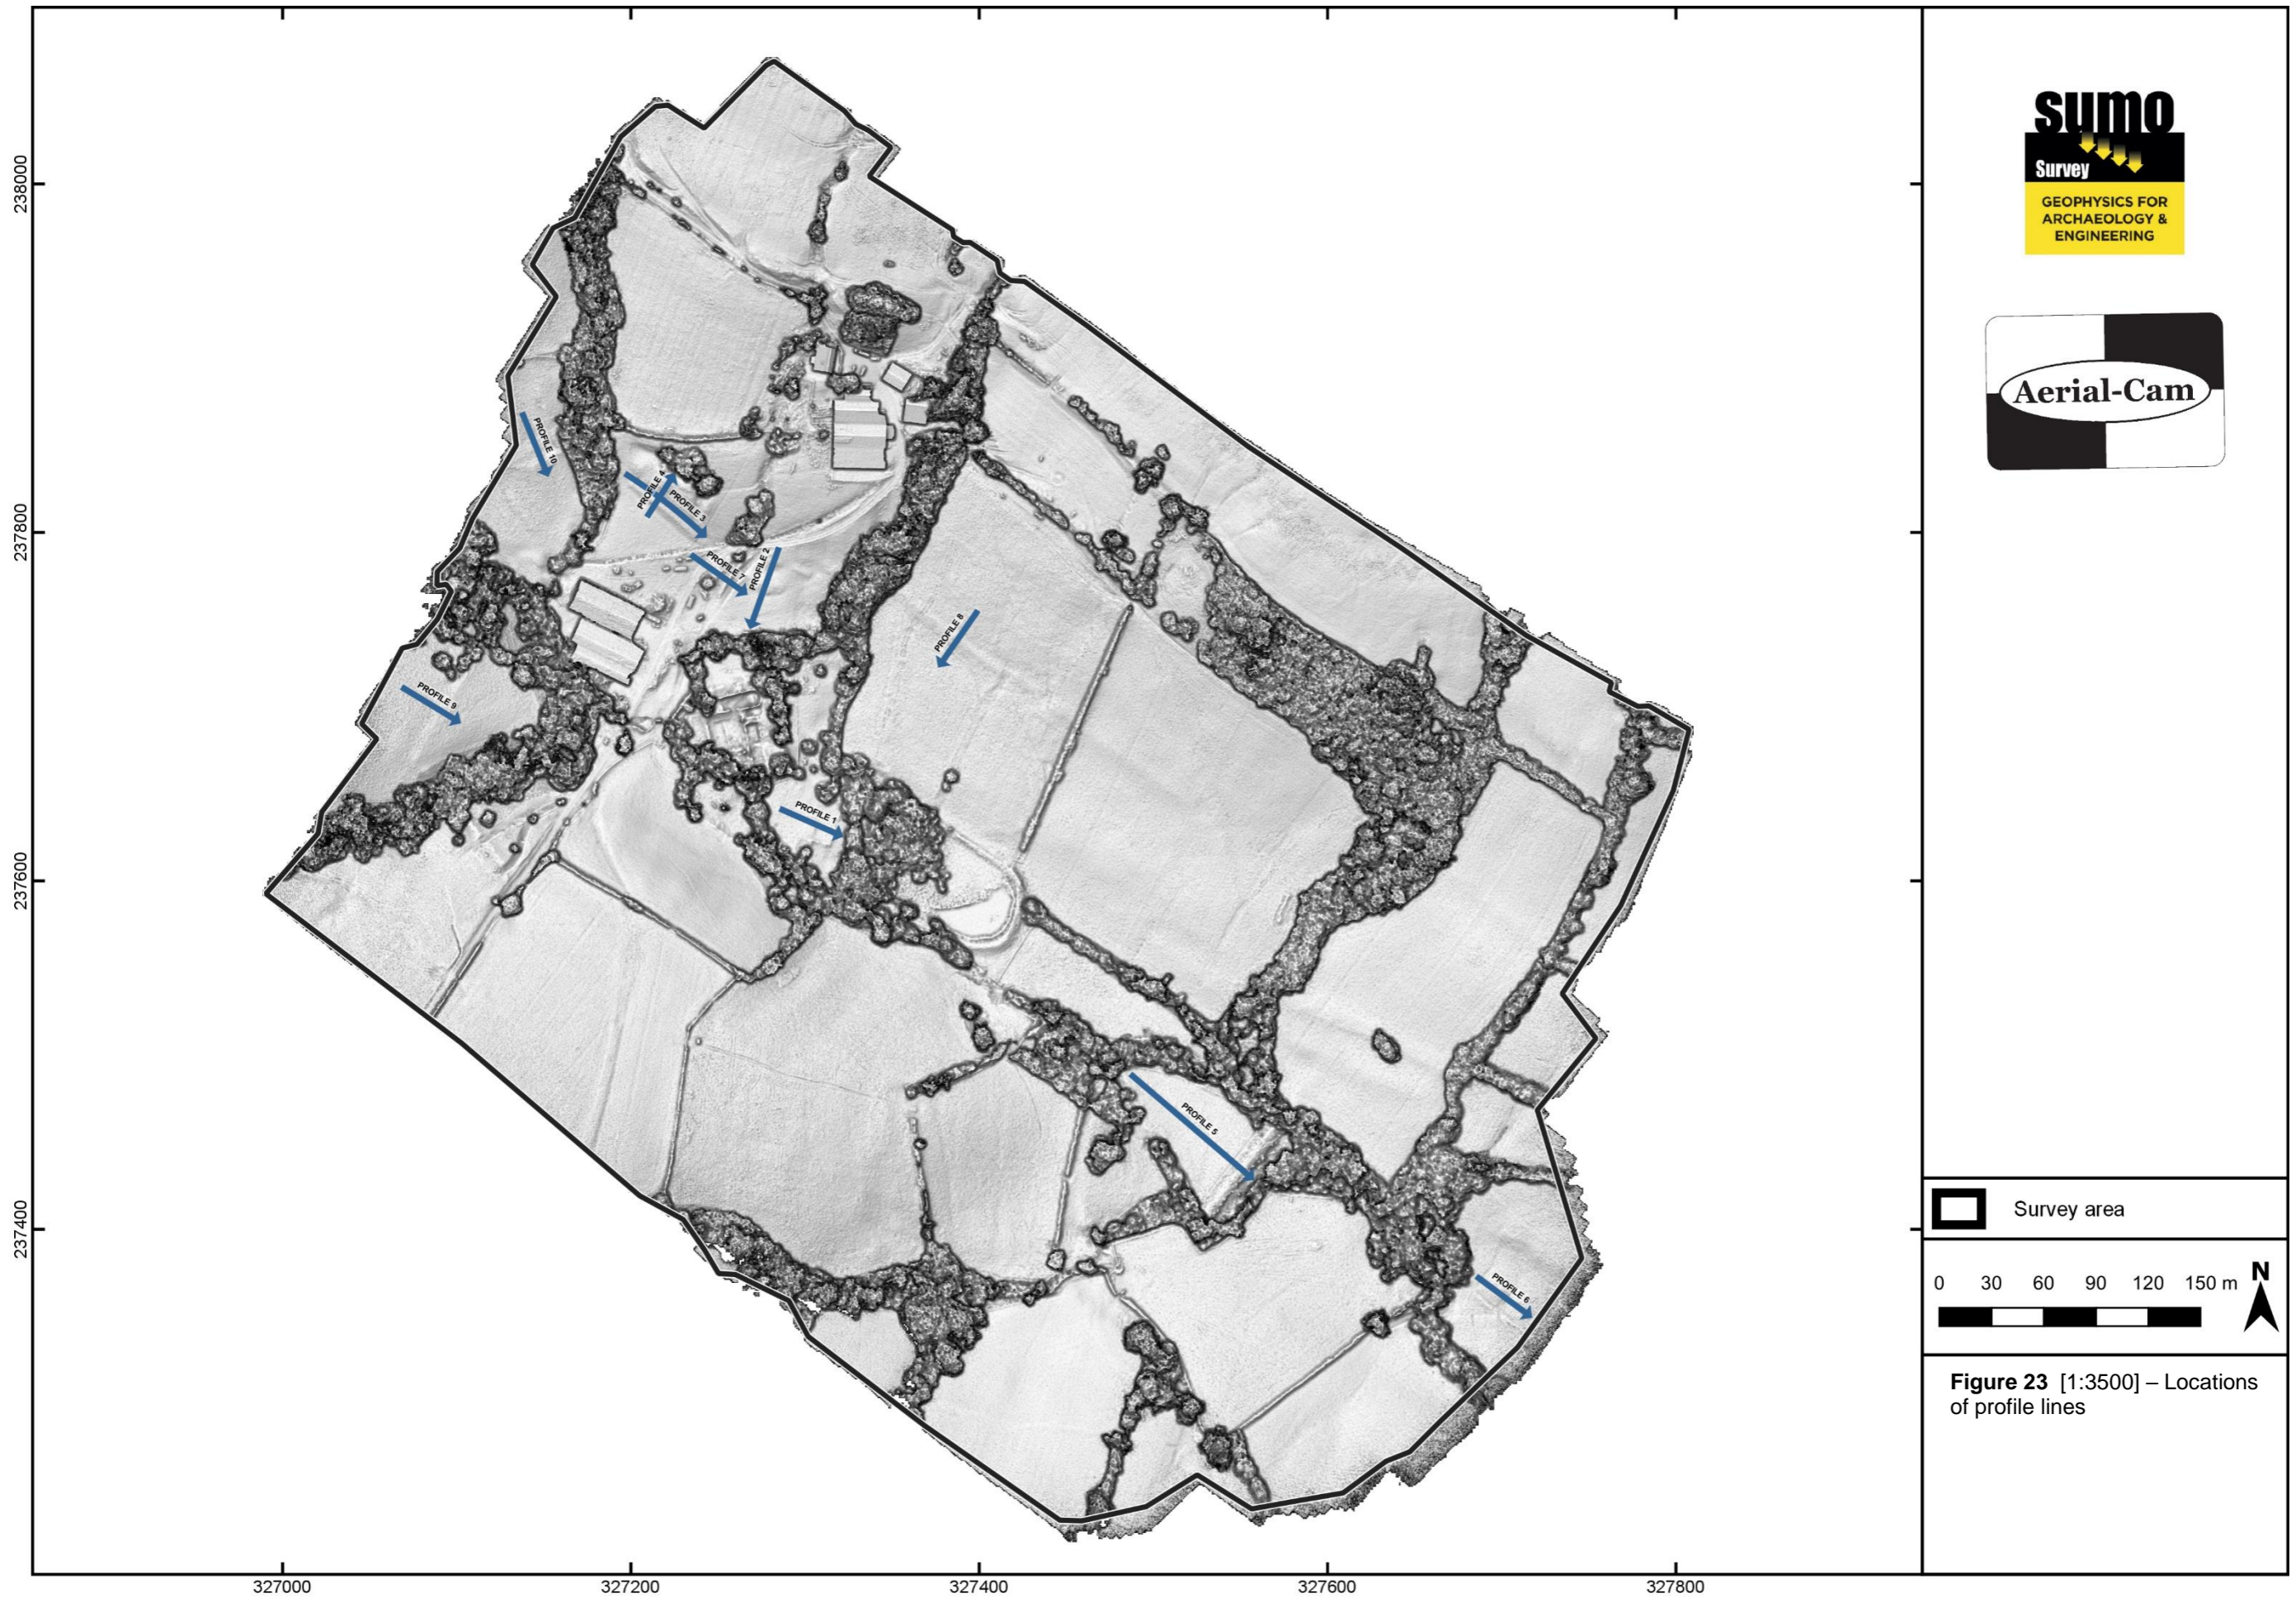 238000
237800
237600
237400
327000
327200
327400
327600
327800
PROFILE 10
PROFILE 4
PROFILE 3
PROFILE 7
PROFILE 2
PROFILE 8
PROFILE 9
PROFILE 1
PROFILE 5
PROFILE 6
sumo
Survey
GEOPHYSICS FOR
ARCHAEOLOGY &
ENGINEERING
Aerial-Cam
Survey area
0 30 60 90 120 150 m
N
Figure 23 [1:3500] – Locations
of profile lines